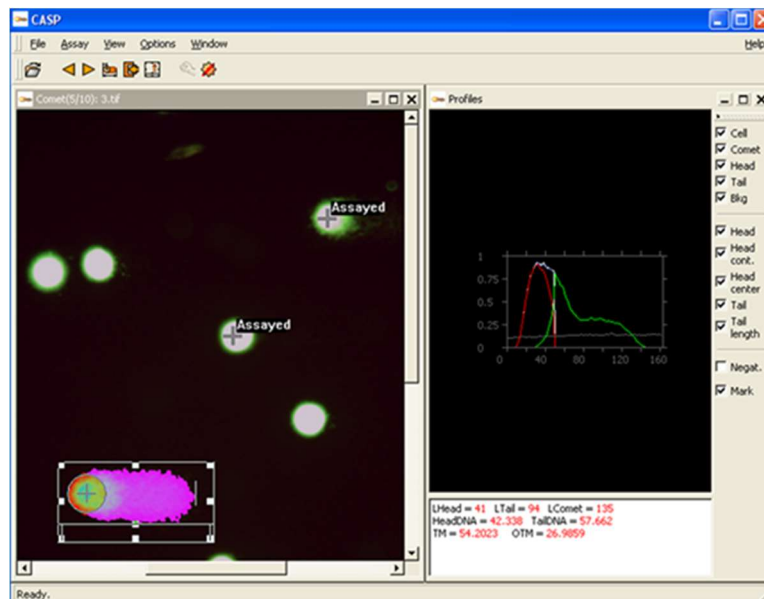 CASP
File Assay View Options Window Help
Comet(5/10): 3.tif
Profiles
Assayed
Assayed
Cell
Comet
Head
Tail
Bkg
Head
Head
cont.
Head
center
Tail
Tail
length
Negat.
Mark
1
0.75
0.5
0.25
0
0 40 80 120 160
LHead = 41 LTail = 94 LComet = 135
HeadDNA = 42.338 TailDNA = 57.662
TM = 54.2023 OTM = 26.9859
Ready.